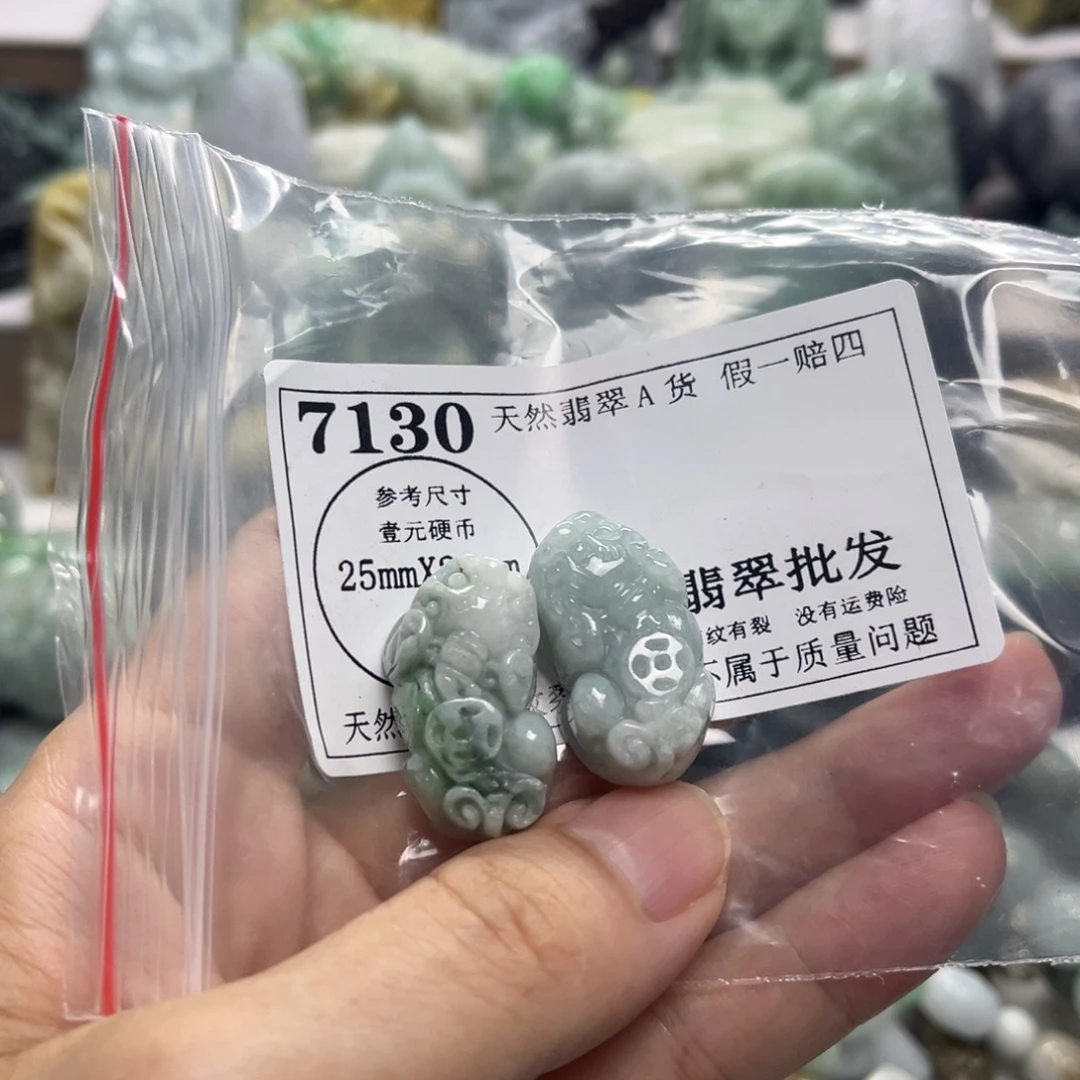 7130 天然翡翠A货 假一赔四
参考尺寸
壹元硬币
25mmX
翡翠批发
纹有裂 没有运费险
不属于质量问题
天然